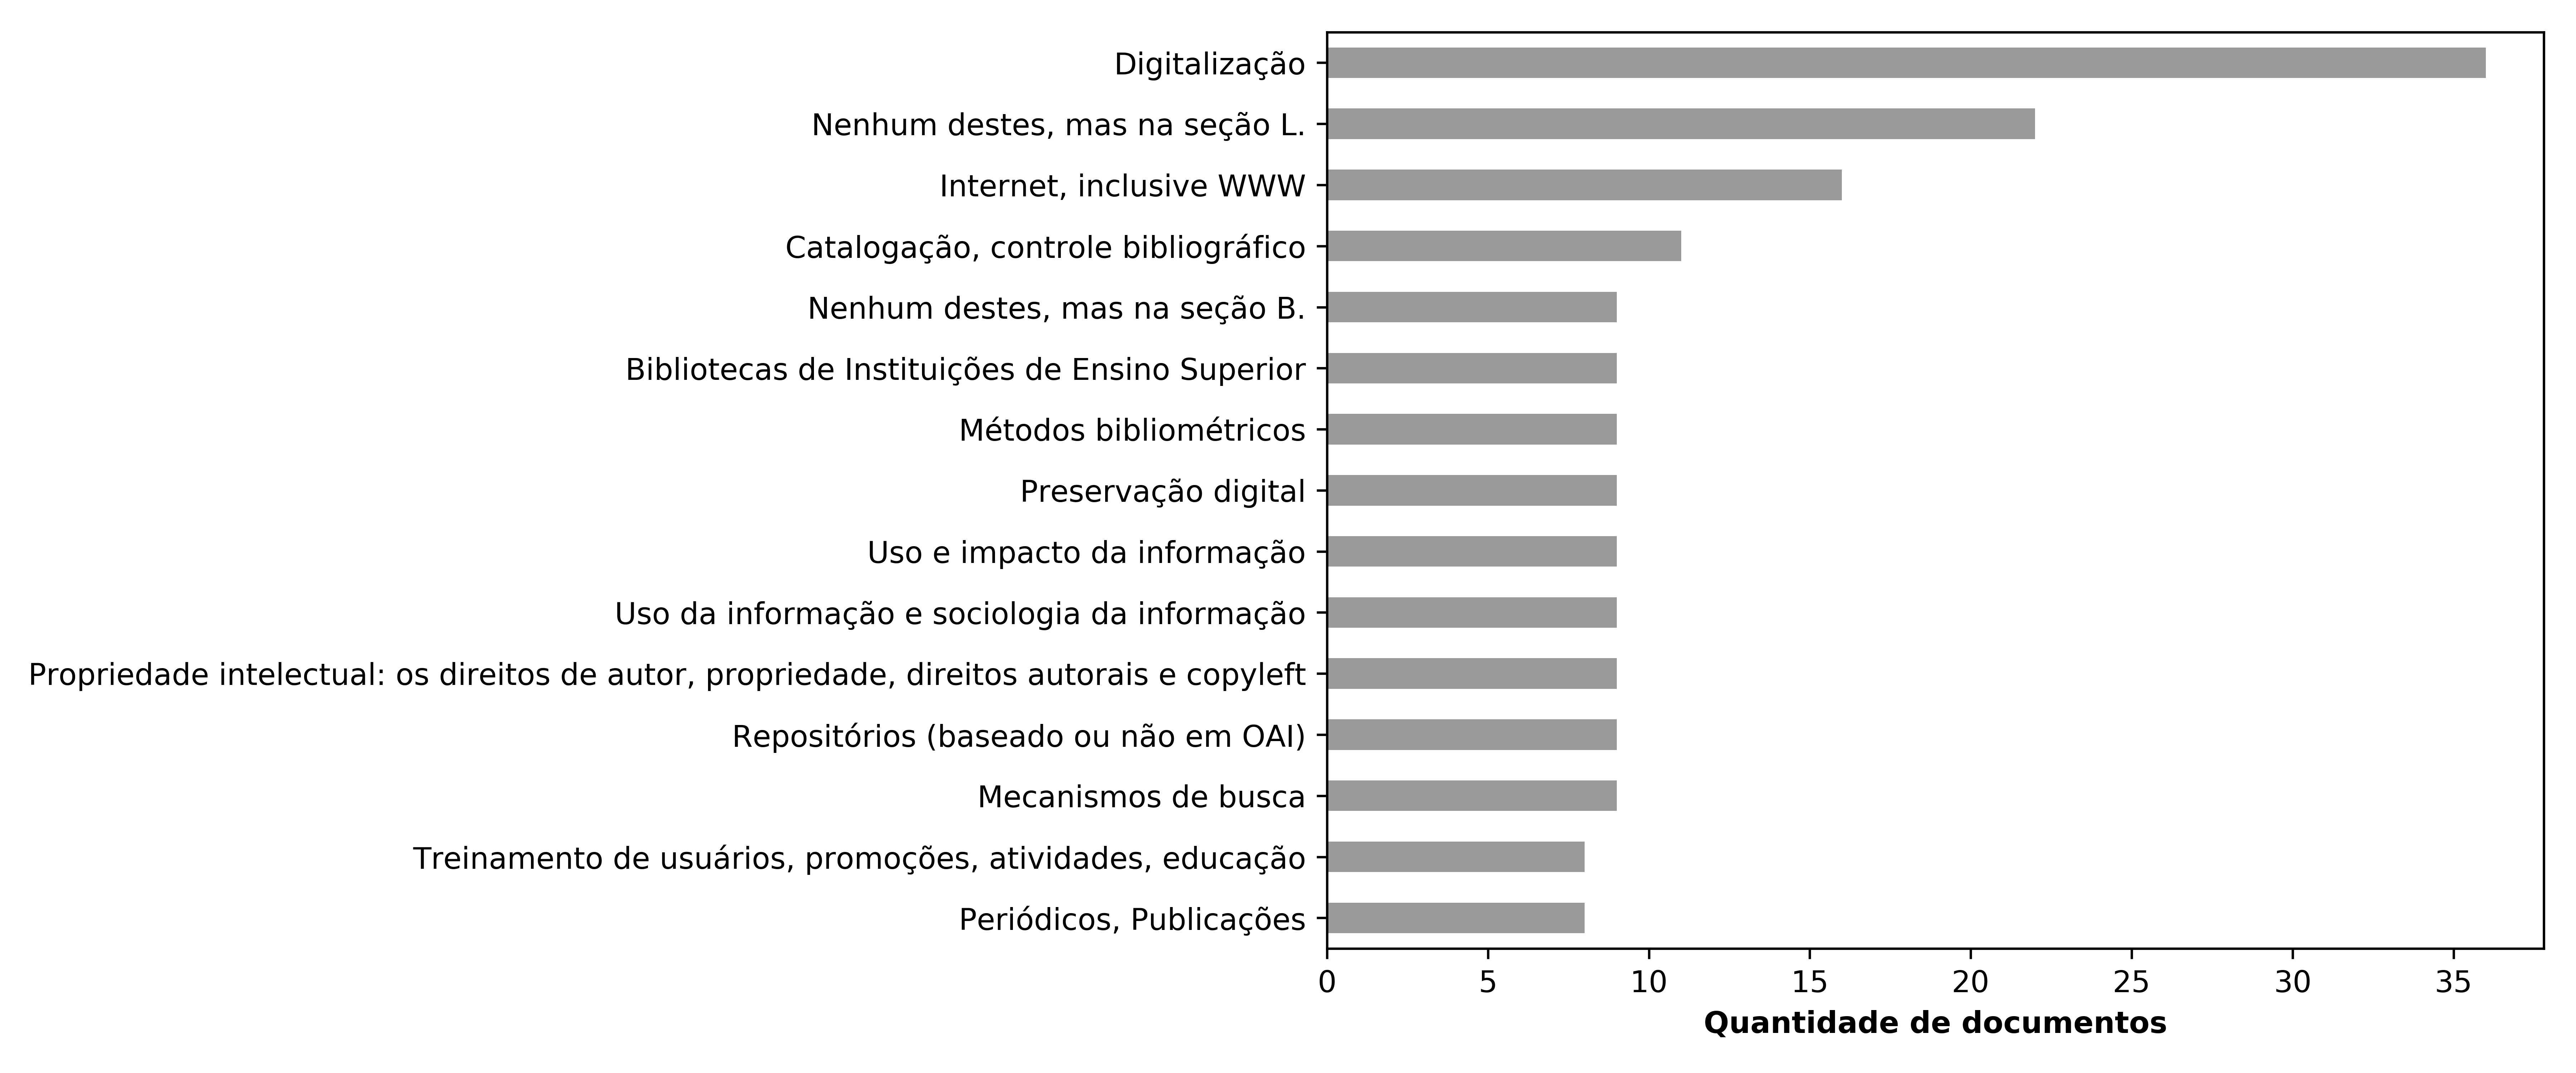 Digitalização
Nenhum destes, mas na seção L.
Internet, inclusive WWW
Catalogação, controle bibliográfico
Nenhum destes, mas na seção B.
Bibliotecas de Instituições de Ensino Superior
Métodos bibliométricos
Preservação digital
Uso e impacto da informação
Uso da informação e sociologia da informação
Propriedade intelectual: os direitos de autor, propriedade, direitos autorais e copyleft
Repositórios (baseado ou não em OAI)
Mecanismos de busca
Treinamento de usuários, promoções, atividades, educação
Periódicos, Publicações
0 5 10 15 20 25 30 35
Quantidade de documentos